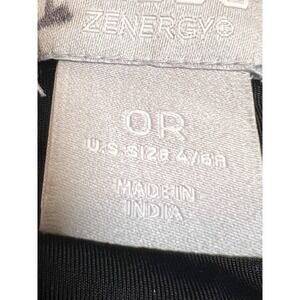 ZENERGY®
OR
U.S. SIZE 4/6R
MADE IN
INDIA